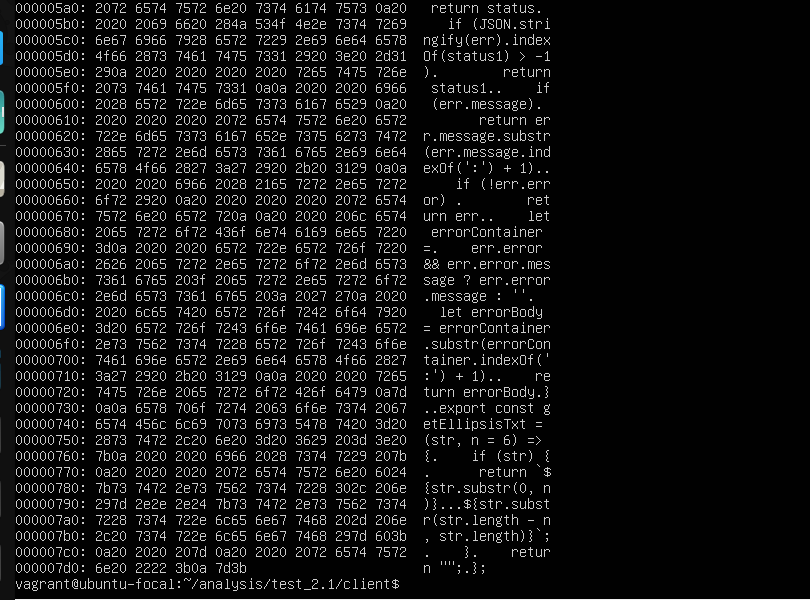 000005a0: 2072 6574 7572 6e20 7374 6174 7573 0a20   return status.
000005b0: 2020 2069 6620 284a 534f 4e2e 7374 7269     if (JSON.stri
000005c0: 6e67 6966 7928 6572 7229 2e69 6e64 6578  ngify(err).index
000005d0: 4f66 2873 7461 7475 7331 2920 3e20 2d31  Of(status1) > -1
000005e0: 290a 2020 2020 2020 2020 7265 7475 726e  ).        return
000005f0: 2073 7461 7475 7331 0a0a 2020 2020 6966   status1..    if
00000600: 2028 6572 722e 6d65 7373 6167 6529 0a20   (err.message).
00000610: 2020 2020 2020 2072 6574 7572 6e20 6572         return er
00000620: 722e 6d65 7373 6167 652e 7375 6273 7472  r.message.substr
00000630: 2865 7272 2e6d 6573 7361 6765 2e69 6e64  (err.message.ind
00000640: 6578 4f66 2827 3a27 2920 2b20 3129 0a0a  exOf(':') + 1)..
00000650: 2020 2020 6966 2028 2165 7272 2e65 7272      if (!err.err
00000660: 6f72 2920 0a20 2020 2020 2020 2072 6574  or) .        ret
00000670: 7572 6e20 6572 720a 0a20 2020 206c 6574  urn err..    let
00000680: 2065 7272 6f72 436f 6e74 6169 6e65 7220   errorContainer
00000690: 3d0a 2020 2020 6572 722e 6572 726f 7220  =.    err.error
000006a0: 2626 2065 7272 2e65 7272 6f72 2e6d 6573  && err.error.mes
000006b0: 7361 6765 203f 2065 7272 2e65 7272 6f72  sage ? err.error
000006c0: 2e6d 6573 7361 6765 203a 2027 270a 2020  .message : ''.
000006d0: 2020 6c65 7420 6572 726f 7242 6f64 7920    let errorBody
000006e0: 3d20 6572 726f 7243 6f6e 7461 696e 6572  = errorContainer
000006f0: 2e73 7562 7374 7228 6572 726f 7243 6f6e  .substr(errorCon
00000700: 7461 696e 6572 2e69 6e64 6578 4f66 2827  tainer.indexOf('
00000710: 3a27 2920 2b20 3129 0a0a 2020 2020 7265  :') + 1)..    re
00000720: 7475 726e 2065 7272 6f72 426f 6479 0a7d  turn errorBody.}
00000730: 0a0a 6578 706f 7274 2063 6f6e 7374 2067  ..export const g
00000740: 6574 456c 6c69 7073 6973 5478 7420 3d20  etEllipsisTxt =
00000750: 2873 7472 2c20 6e20 3d20 3629 203d 3e20  (str, n = 6) =>
00000760: 7b0a 2020 2020 6966 2028 7374 7229 207b  {.    if (str) {
00000770: 0a20 2020 2020 2072 6574 7572 6e20 6024  .      return `$
00000780: 7b73 7472 2e73 7562 7374 7228 302c 206e  {str.substr(0, n
00000790: 297d 2e2e 2e24 7b73 7472 2e73 7562 7374  )}...${str.subst
000007a0: 7228 7374 722e 6c65 6e67 7468 202d 206e  r(str.length - n
000007b0: 2c20 7374 722e 6c65 6e67 7468 297d 603b  , str.length)}`;
000007c0: 0a20 2020 207d 0a20 2020 2072 6574 7572  .    }.    retur
000007d0: 6e20 2222 3b0a 7d3b                      n "";.};
vagrant@ubuntu-focal:~/analysis/test_2.1/client$